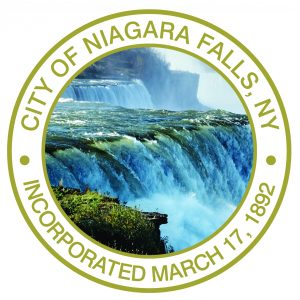 CITY OF NIAGARA FALLS, NY
INCORPORATED MARCH 17, 1892